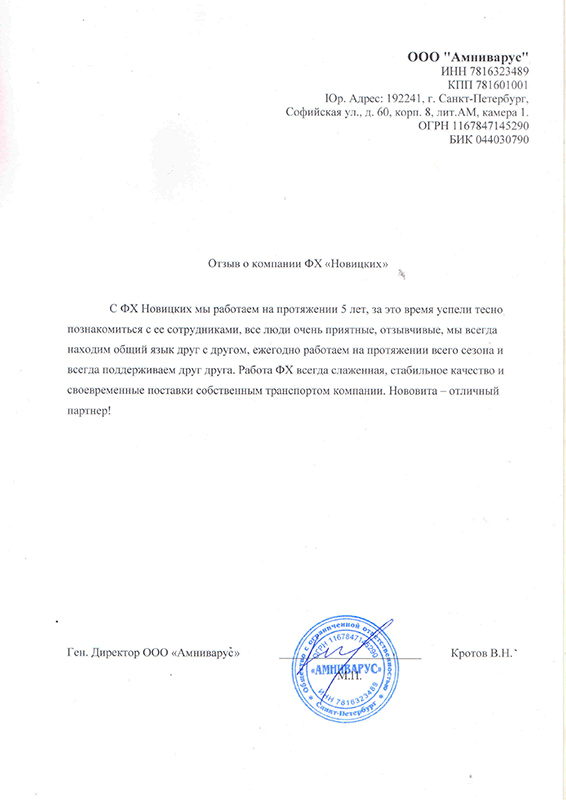 ООО "Амниварус"
ИНН 7816323489
КПП 781601001
Юр. Адрес: 192241, г. Санкт-Петербург,
Софийская ул., д. 60, корп. 8, лит.АМ, камера 1.
ОГРН 1167847145290
БИК 044030790
Отзыв о компании ФХ «Новицких»
С ФХ Новицких мы работаем на протяжении 5 лет, за это время успели тесно
познакомиться с ее сотрудниками, все люди очень приятные, отзывчивые, мы всегда
находим общий язык друг с другом, ежегодно работаем на протяжении всего сезона и
всегда поддерживаем друг друга. Работа ФХ всегда слаженная, стабильное качество и
своевременные поставки собственным транспортом компании. Нововита – отличный
партнер!
Ген. Директор ООО «Амниварус» Кротов В.Н.
М.П.
Общество с ограниченной ответственностью
ОГРН 1167847145290
«АМНИВАРУС»
ИНН 7816323489
* Санкт-Петербург *